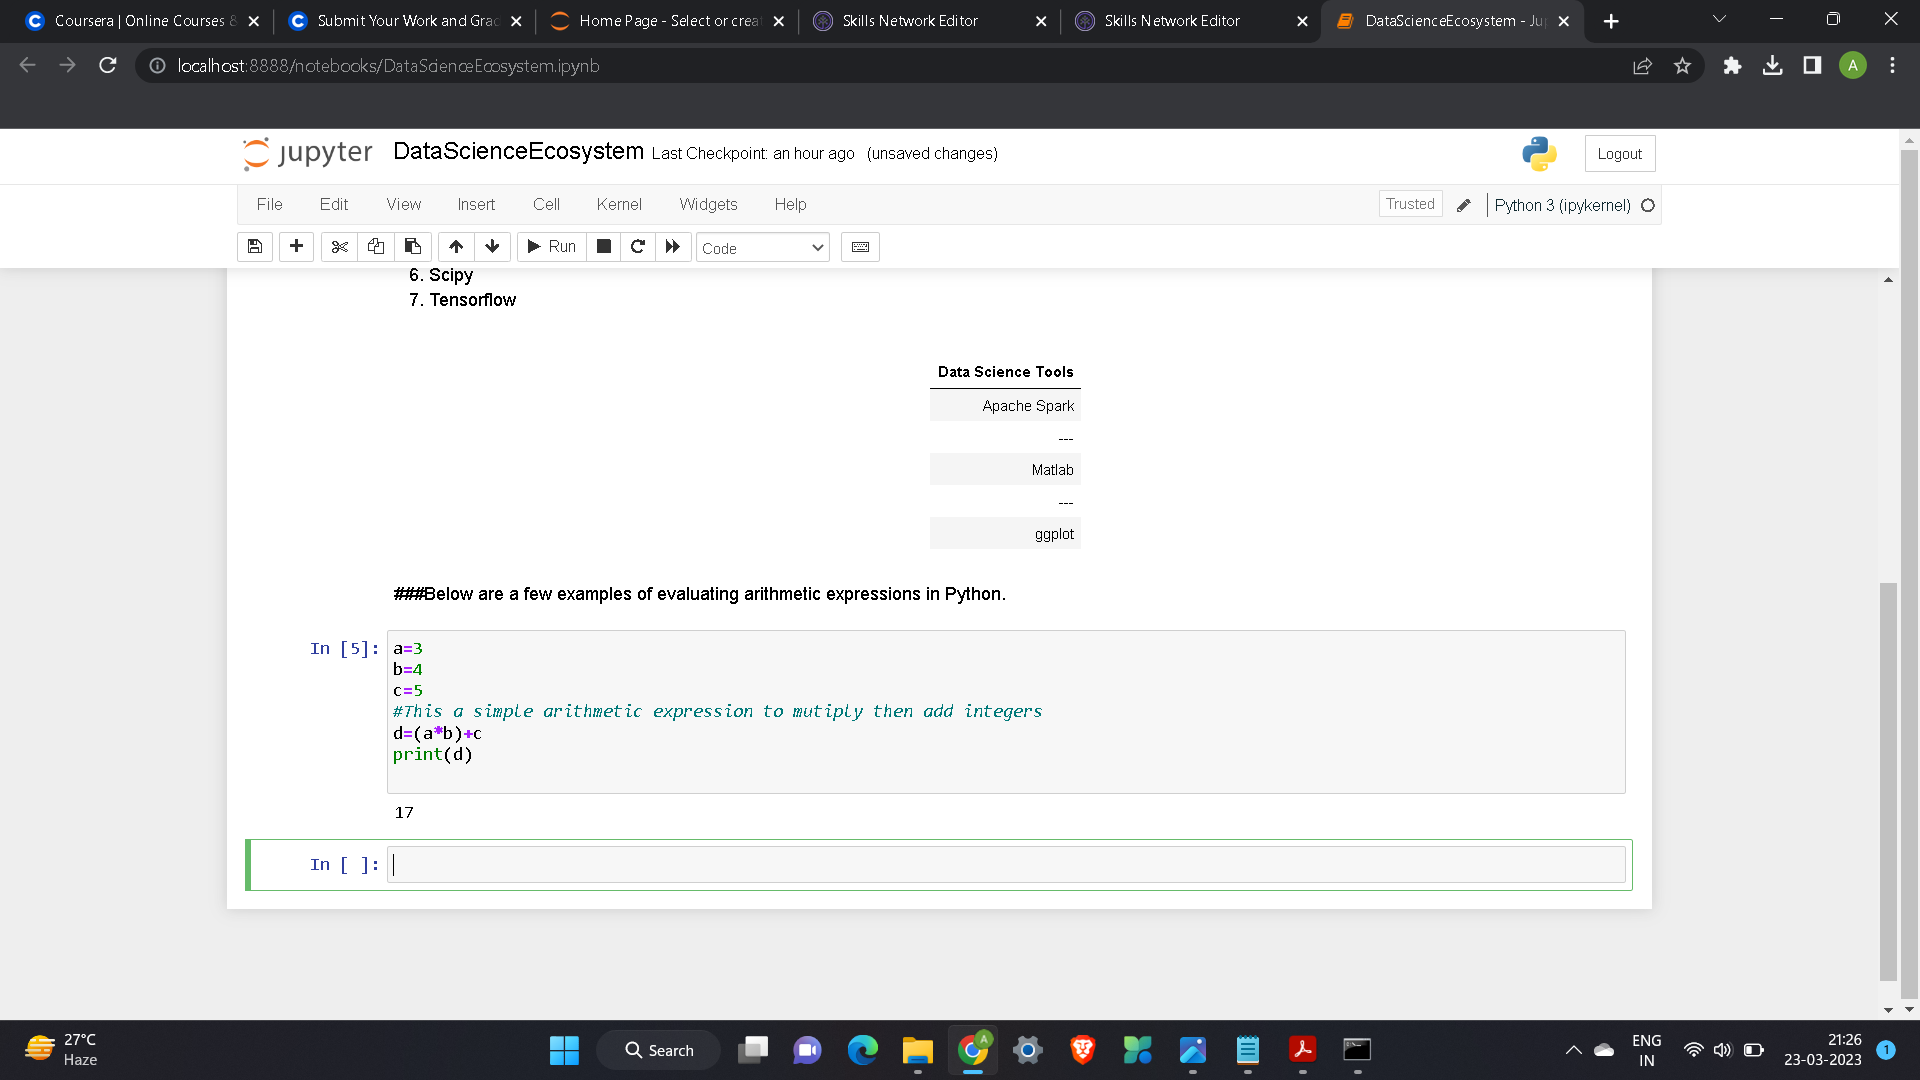 Coursera | Online Courses &
Submit Your Work and Grad
Home Page - Select or creat
Skills Network Editor
Skills Network Editor
DataScienceEcosystem - Jup
localhost:8888/notebooks/DataScienceEcosystem.ipynb
A
jupyter DataScienceEcosystem Last Checkpoint: an hour ago (unsaved changes)
Logout
File Edit View Insert Cell Kernel Widgets Help
Trusted
Python 3 (ipykernel)
Run
Code
6. Scipy
7. Tensorflow
Data Science Tools
Apache Spark
---
Matlab
---
ggplot
###Below are a few examples of evaluating arithmetic expressions in Python.
In [5]:
a=3
b=4
c=5
#This a simple arithmetic expression to mutiply then add integers
d=(a*b)+c
print(d)
17
In [ ]:
27°C
Haze
Search
A
ENG
IN
21:26
23-03-2023
1